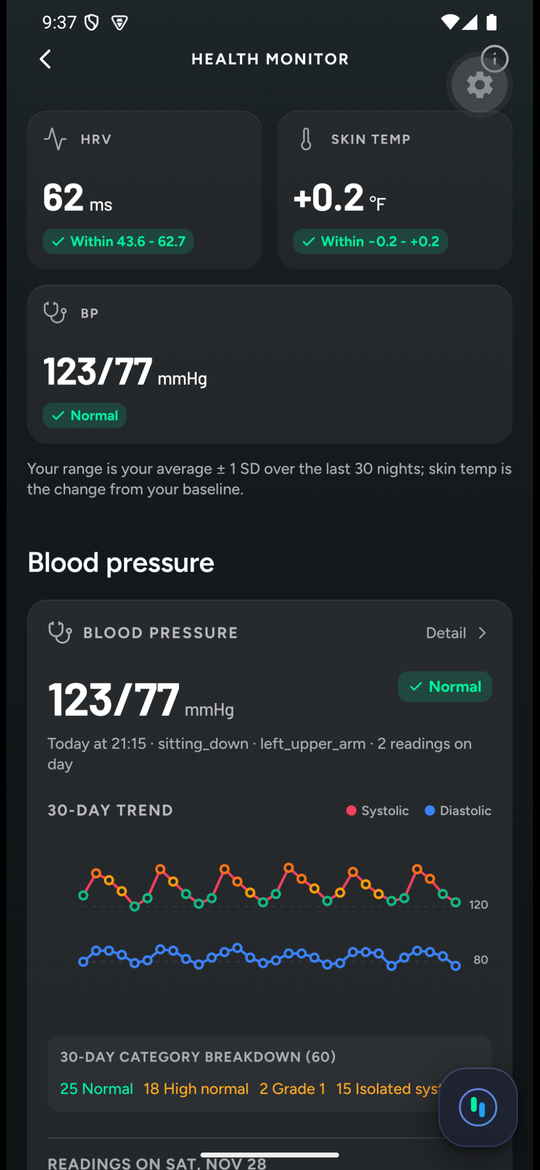 9:37
HEALTH MONITOR
HRV
62 ms
Within 43.6 - 62.7
SKIN TEMP
+0.2 °F
Within −0.2 - +0.2
BP
123/77 mmHg
Normal
Your range is your average ± 1 SD over the last 30 nights; skin temp is
the change from your baseline.
Blood pressure
BLOOD PRESSURE
Detail
123/77 mmHg
Normal
Today at 21:15 · sitting_down · left_upper_arm · 2 readings on
day
30-DAY TREND
Systolic
Diastolic
120
80
30-DAY CATEGORY BREAKDOWN (60)
25 Normal 18 High normal 2 Grade 1 15 Isolated
READINGS ON SAT, NOV 28